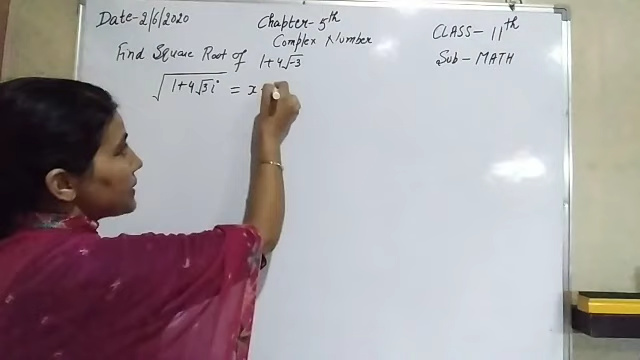 Date-2/6/2020
Chapter-5th
Complex Number
CLASS-11th
Sub-MATH
Find Square Root of 1+4√-3
√1+4√3i = x